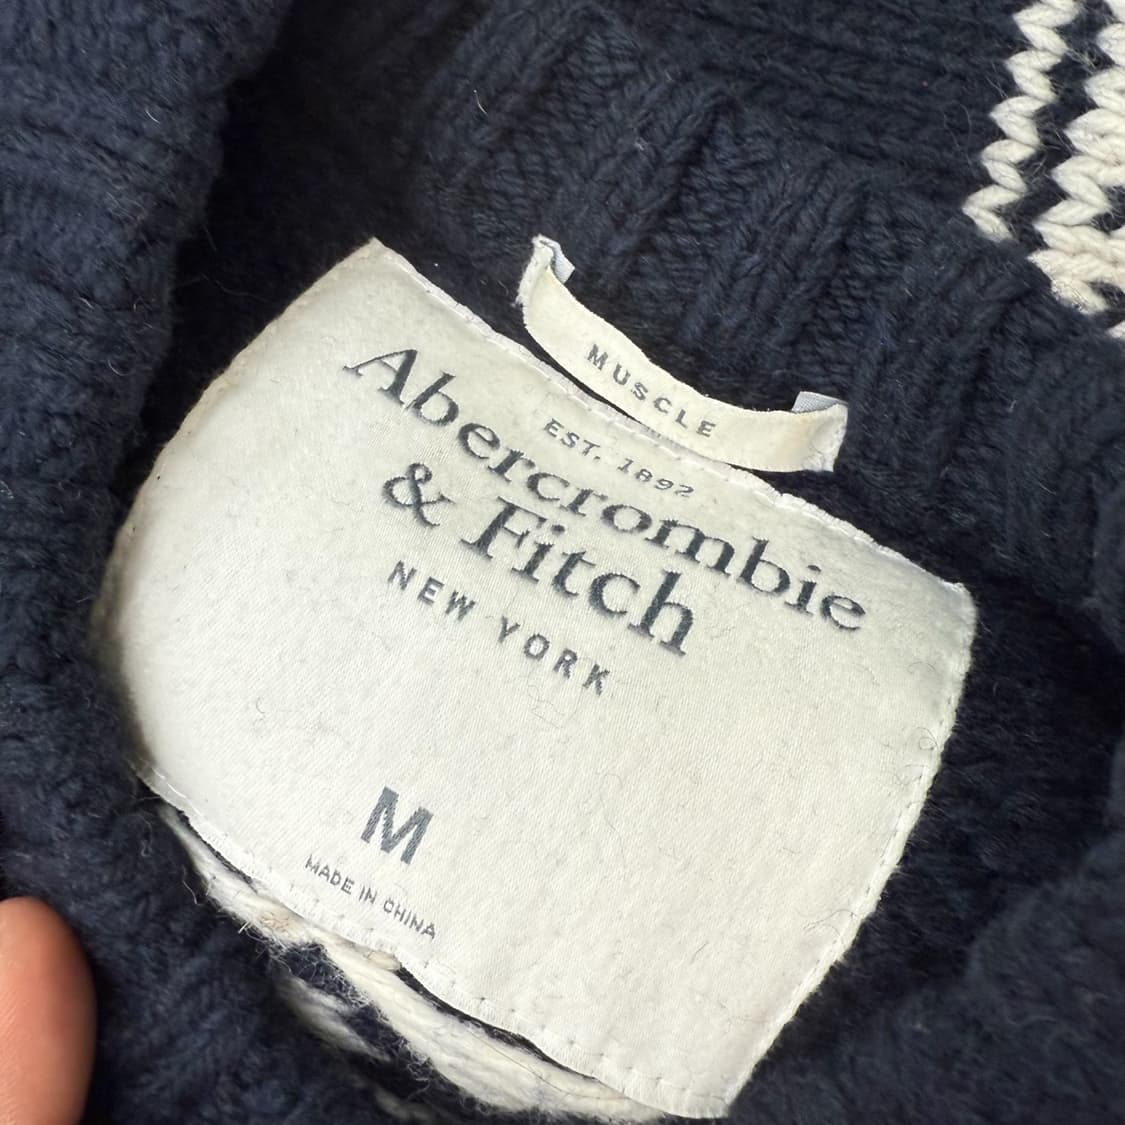 MUSCLE
EST. 1892
Abercrombie
& Fitch
NEW YORK
M
MADE IN CHINA